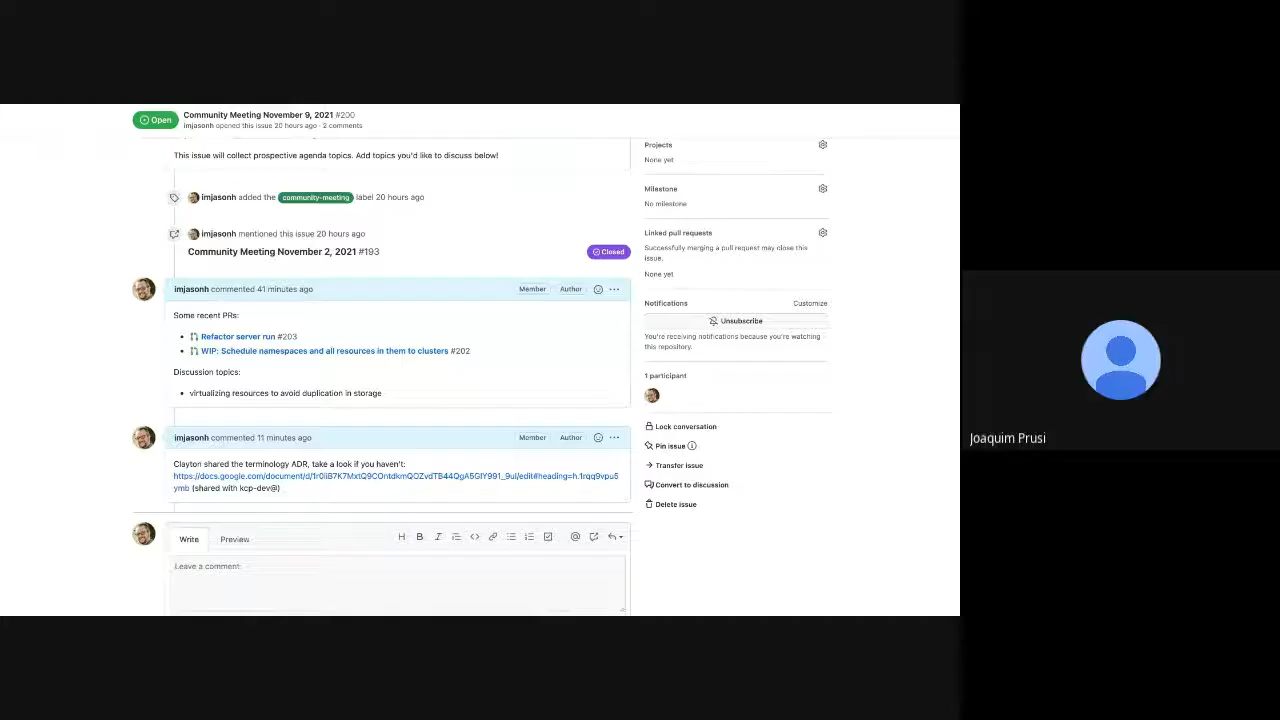 Open
Community Meeting November 9, 2021 #200
imjasonh opened this issue 20 hours ago · 2 comments
This issue will collect prospective agenda topics. Add topics you'd like to discuss below!
imjasonh added the community-meeting label 20 hours ago
imjasonh mentioned this issue 20 hours ago
Community Meeting November 2, 2021 #193
Closed
imjasonh commented 41 minutes ago
Member Author
Some recent PRs:
Refactor server run #203
WIP: Schedule namespaces and all resources in them to clusters #202
Discussion topics:
virtualizing resources to avoid duplication in storage
imjasonh commented 11 minutes ago
Member Author
Clayton shared the terminology ADR, take a look if you haven't:
(shared with kcp-dev@)
Write Preview
Leave a comment
Projects
None yet
Milestone
No milestone
Linked pull requests
Successfully merging a pull request may close this
issue.
None yet
Notifications Customize
Unsubscribe
You're receiving notifications because you're watching
this repository.
1 participant
Lock conversation
Pin issue
Transfer issue
Convert to discussion
Delete issue
Joaquim Prusi